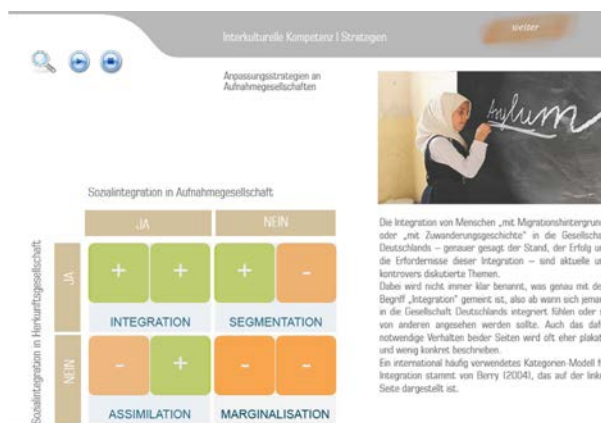 Interkulturelle Kompetenz | Strategien
weiter
Anpassungsstrategien an
Aufnahmegesellschaften
Asylum
Sozialintegration in Aufnahmegesellschaft
JA
NEIN
Sozialintegration in Herkunftsgesellschaft
JA
+ + + -
INTEGRATION
SEGMENTATION
NEIN
- + - -
ASSIMILATION
MARGINALISATION
Die Integration von Menschen „mit Migrationshintergrund
oder „mit Zuwanderungsgeschichte" in die Gesellscha
Deutschlands – genauer gesagt der Stand, der Erfolg un
die Erfordernisse dieser Integration – sind aktuelle un
kontrovers diskutierte Themen.
Dabei wird nicht immer klar benannt, was genau mit de
Begriff „Integration" gemeint ist, also ab wann sich jeman
in die Gesellschaft Deutschlands integriert fühlen oder
von anderen angesehen werden sollte. Auch das daf
notwendige Verhalten beider Seiten wird oft eher plakat
und wenig konkret beschrieben.
Ein international häufig verwendetes Kategorien-Modell f
Integration stammt von Berry (2004), das auf der link
Seite dargestellt ist.